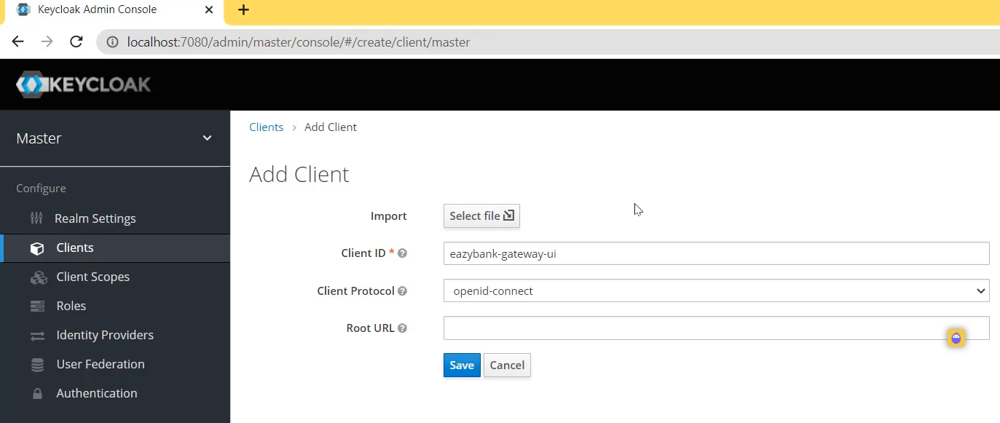 Keycloak Admin Console
localhost:7080/admin/master/console/#/create/client/master
KEYCLOAK
Master
Configure
Realm Settings
Clients
Client Scopes
Roles
Identity Providers
User Federation
Authentication
Clients > Add Client
Add Client
Import Select file
Client ID * eazybank-gateway-ui
Client Protocol openid-connect
Root URL
Save Cancel